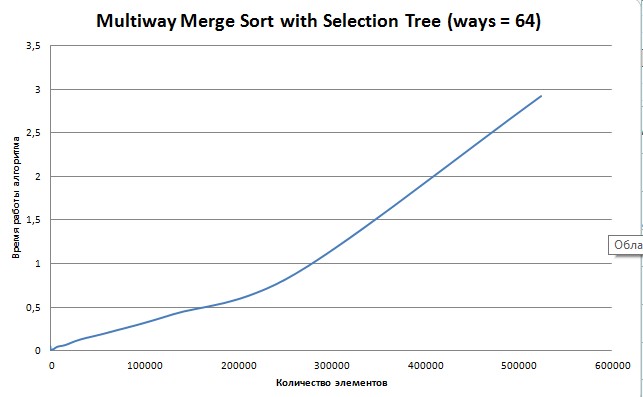 Multiway Merge Sort with Selection Tree (ways = 64)
3,5
3
2,5
2
1,5
1
0,5
0
Время работы алгоритма
0 100000 200000 300000 400000 500000 600000
Количество элементов
Обла